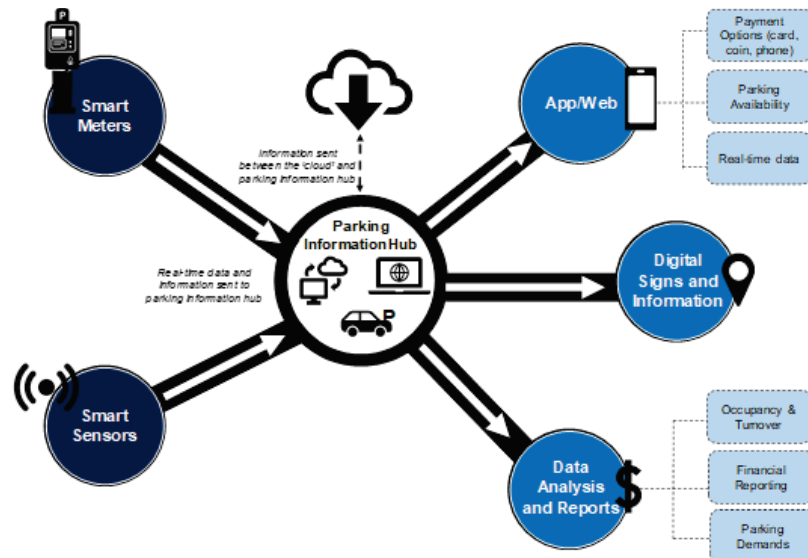 P
Smart
Meters
Information sent
between the 'cloud' and
parking information hub
App/Web
Payment
Options (card,
coin, phone)
Parking
Availability
Real-time data
Parking
Information Hub
P
Real-time data and
information sent to
parking information hub
Digital
Signs and
Information
Smart
Sensors
Data
Analysis
and Reports
$
Occupancy &
Turnover
Financial
Reporting
Parking
Demands